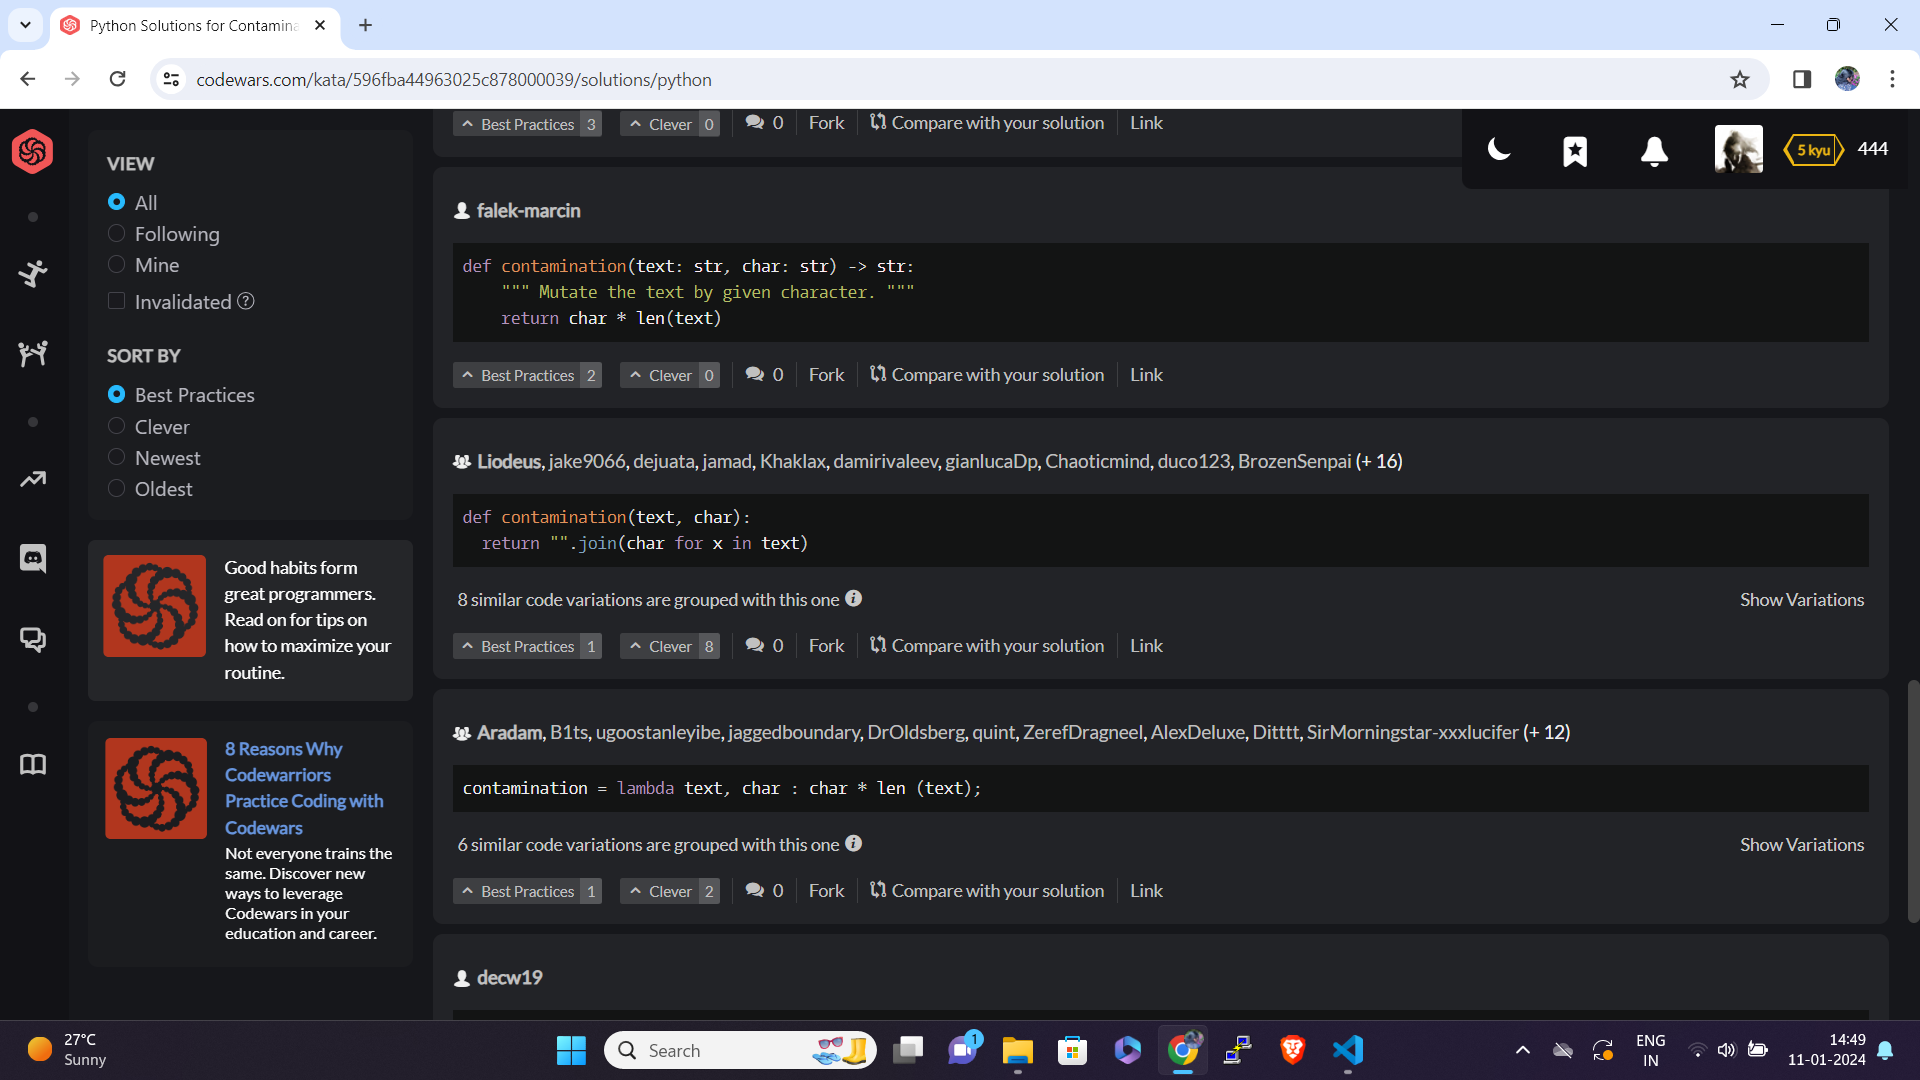 Python Solutions for Contamina
codewars.com/kata/596fba44963025c878000039/solutions/python
Best Practices 3 Clever 0 0 Fork Compare with your solution Link
5 kyu 444
VIEW
All
Following
Mine
Invalidated ?
SORT BY
Best Practices
Clever
Newest
Oldest
Good habits form
great programmers.
Read on for tips on
how to maximize your
routine.
8 Reasons Why
Codewarriors
Practice Coding with
Codewars
Not everyone trains the
same. Discover new
ways to leverage
Codewars in your
education and career.
falek-marcin
def contamination(text: str, char: str) -> str:
""" Mutate the text by given character. """
return char * len(text)
Best Practices 2 Clever 0 0 Fork Compare with your solution Link
Liodeus, jake9066, dejuata, jamad, Khaklax, damirivaleev, gianlucaDp, Chaoticmind, duco123, BrozenSenpai (+ 16)
def contamination(text, char):
return "".join(char for x in text)
8 similar code variations are grouped with this one i Show Variations
Best Practices 1 Clever 8 0 Fork Compare with your solution Link
Aradam, B1ts, ugoostanleyibe, jaggedboundary, DrOldsberg, quint, ZerefDragneel, AlexDeluxe, Ditttt, SirMorningstar-xxxlucifer (+ 12)
contamination = lambda text, char : char * len (text);
6 similar code variations are grouped with this one i Show Variations
Best Practices 1 Clever 2 0 Fork Compare with your solution Link
decw19
27°C
Sunny
Search
1
ENG
IN
14:49
11-01-2024